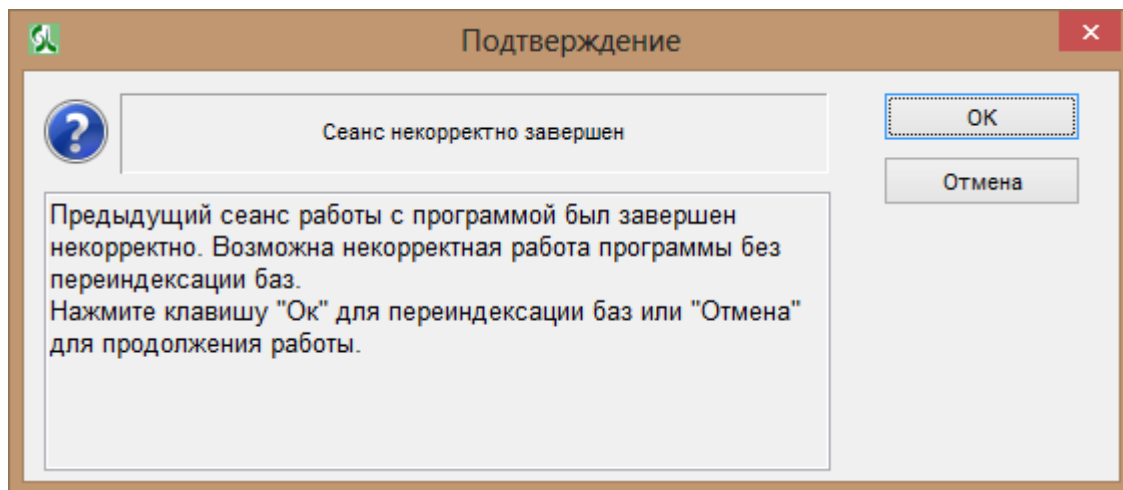 Подтверждение
Сеанс некорректно завершен
OK
Отмена
Предыдущий сеанс работы с программой был завершен
некорректно. Возможна некорректная работа программы без
переиндексации баз.
Нажмите клавишу "Ок" для переиндексации баз или "Отмена"
для продолжения работы.